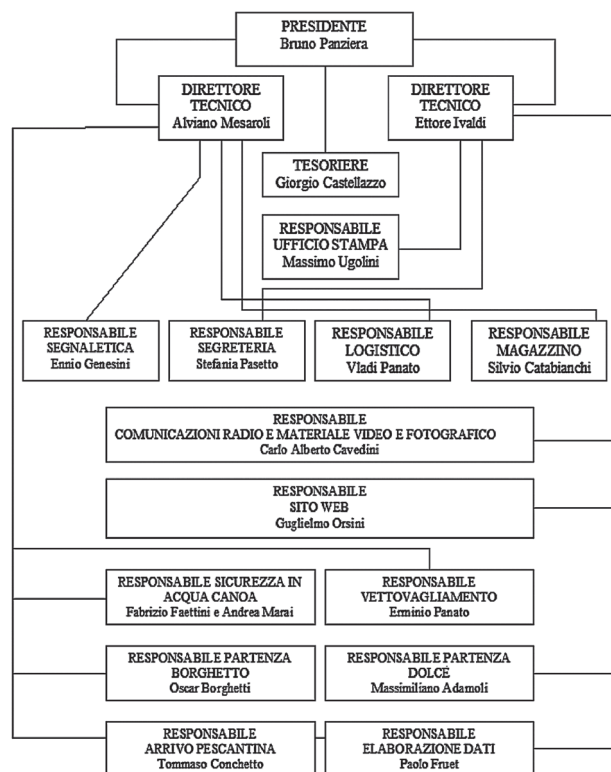 PRESIDENTE
Bruno Panziera
DIRETTORE
TECNICO
Alviano Mesaroli
DIRETTORE
TECNICO
Ettore Ivaldi
TESORIERE
Giorgio Castellazzo
RESPONSABILE
UFFICIO STAMPA
Massimo Ugolini
RESPONSABILE
SEGNALETICA
Ennio Genesini
RESPONSABILE
SEGRETERIA
Stefania Pasetto
RESPONSABILE
LOGISTICO
Vladi Panato
RESPONSABILE
MAGAZZINO
Silvio Catabianchi
RESPONSABILE
COMUNICAZIONI RADIO E MATERIALE VIDEO E FOTOGRAFICO
Carlo Alberto Cavedini
RESPONSABILE
SITO WEB
Guglielmo Orsini
RESPONSABILE SICUREZZA IN
ACQUA CANOA
Fabrizio Faettini e Andrea Marai
RESPONSABILE
VETTOVAGLIAMENTO
Erminio Panato
RESPONSABILE PARTENZA
BORGHETTO
Oscar Borghetti
RESPONSABILE PARTENZA
DOLCÈ
Massimiliano Adamoli
RESPONSABILE
ARRIVO PESCANTINA
Tommaso Conchetto
RESPONSABILE
ELABORAZIONE DATI
Paolo Fruet